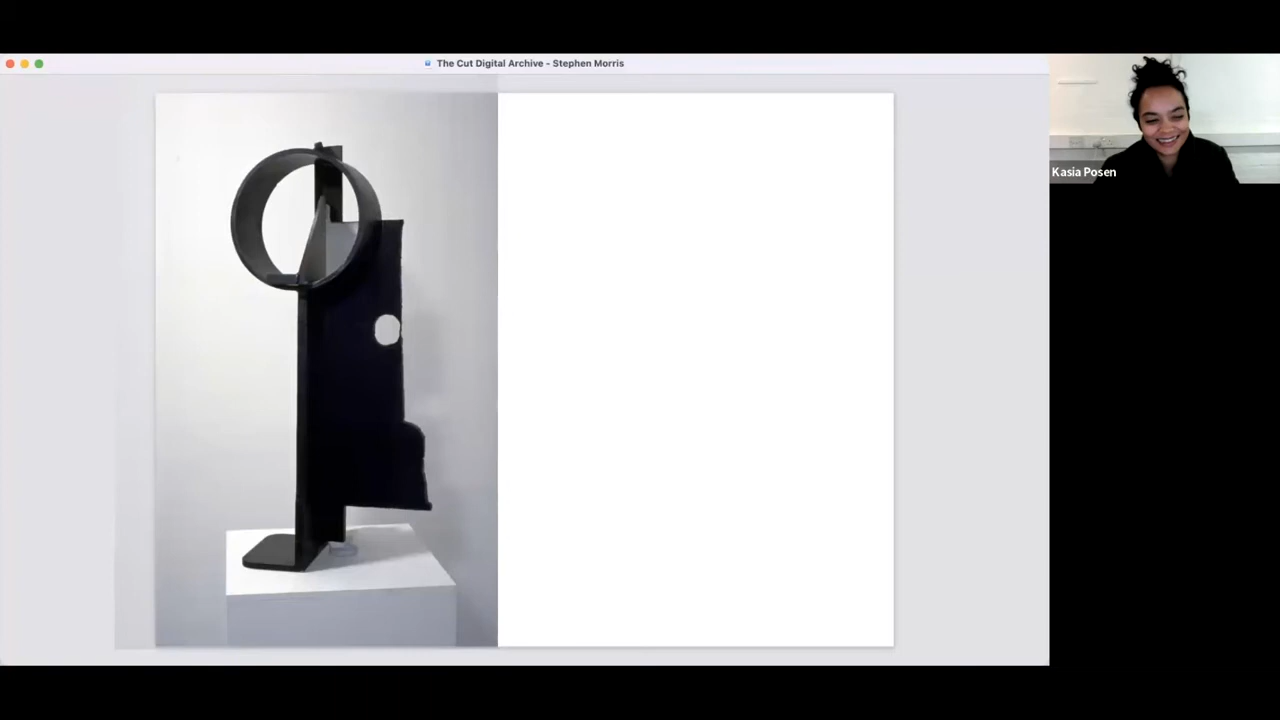 The Cut Digital Archive - Stephen Morris
Kasia Posen